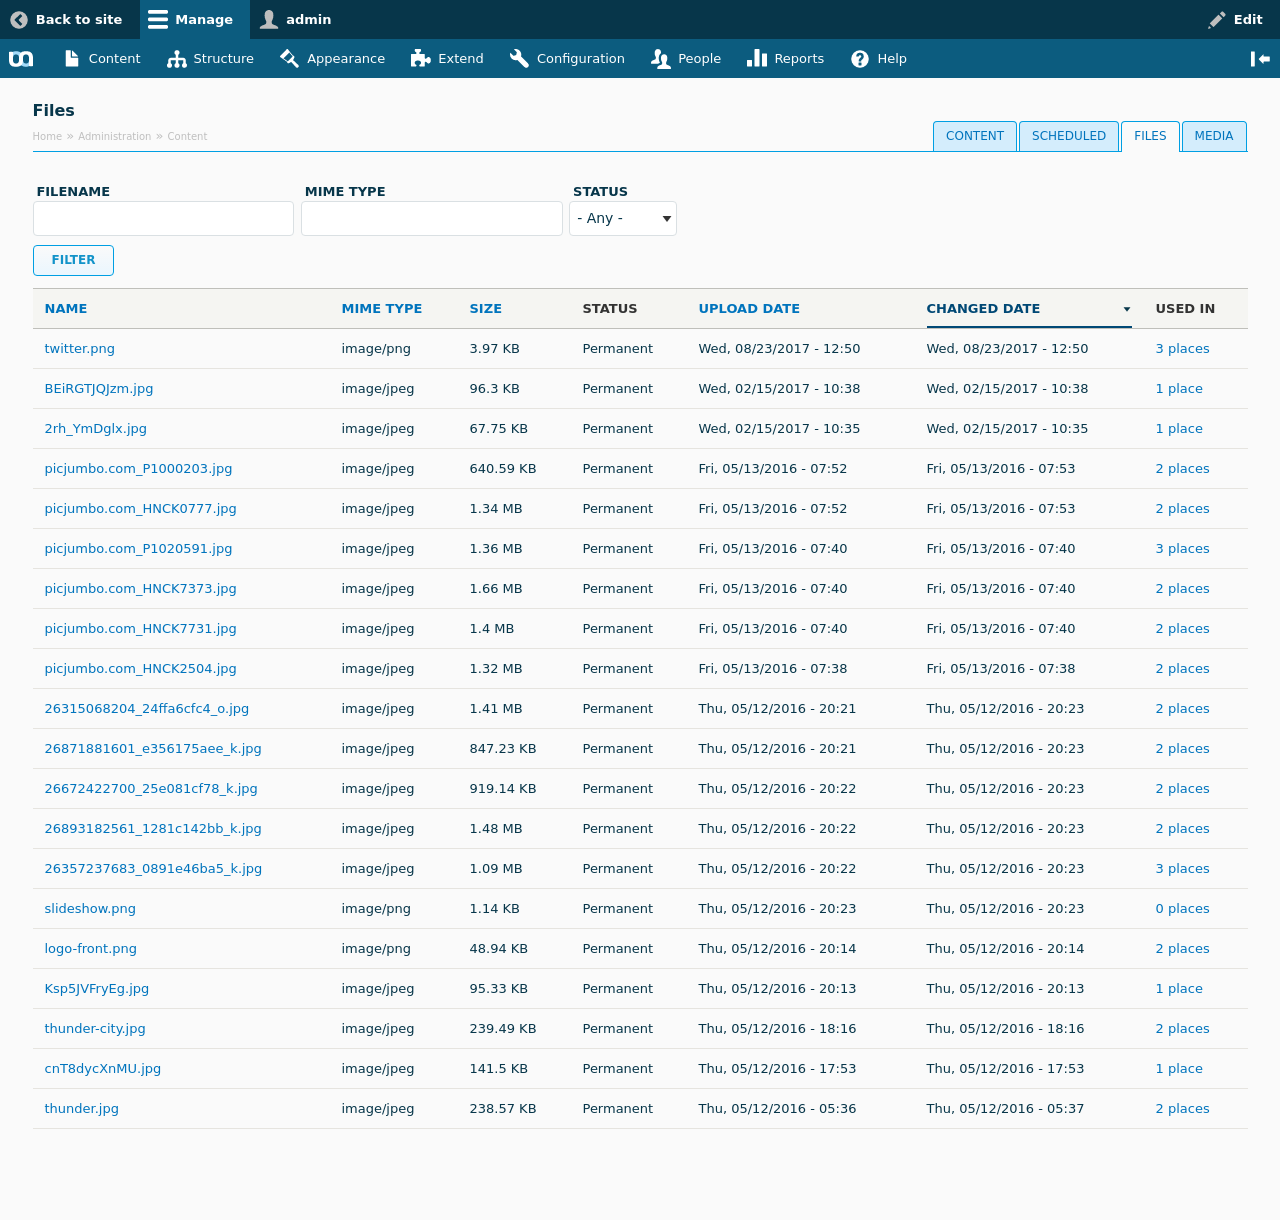 Back to site Manage admin Edit
Content Structure Appearance Extend Configuration People Reports Help
Files
Home » Administration » Content
CONTENT SCHEDULED FILES MEDIA
FILENAME MIME TYPE STATUS
- Any -
FILTER
NAME MIME TYPE SIZE STATUS UPLOAD DATE CHANGED DATE USED IN
twitter.png image/png 3.97 KB Permanent Wed, 08/23/2017 - 12:50 Wed, 08/23/2017 - 12:50 3 places
BEiRGTJQJzm.jpg image/jpeg 96.3 KB Permanent Wed, 02/15/2017 - 10:38 Wed, 02/15/2017 - 10:38 1 place
2rh_YmDglx.jpg image/jpeg 67.75 KB Permanent Wed, 02/15/2017 - 10:35 Wed, 02/15/2017 - 10:35 1 place
picjumbo.com_P1000203.jpg image/jpeg 640.59 KB Permanent Fri, 05/13/2016 - 07:52 Fri, 05/13/2016 - 07:53 2 places
picjumbo.com_HNCK0777.jpg image/jpeg 1.34 MB Permanent Fri, 05/13/2016 - 07:52 Fri, 05/13/2016 - 07:53 2 places
picjumbo.com_P1020591.jpg image/jpeg 1.36 MB Permanent Fri, 05/13/2016 - 07:40 Fri, 05/13/2016 - 07:40 3 places
picjumbo.com_HNCK7373.jpg image/jpeg 1.66 MB Permanent Fri, 05/13/2016 - 07:40 Fri, 05/13/2016 - 07:40 2 places
picjumbo.com_HNCK7731.jpg image/jpeg 1.4 MB Permanent Fri, 05/13/2016 - 07:40 Fri, 05/13/2016 - 07:40 2 places
picjumbo.com_HNCK2504.jpg image/jpeg 1.32 MB Permanent Fri, 05/13/2016 - 07:38 Fri, 05/13/2016 - 07:38 2 places
26315068204_24ffa6cfc4_o.jpg image/jpeg 1.41 MB Permanent Thu, 05/12/2016 - 20:21 Thu, 05/12/2016 - 20:23 2 places
26871881601_e356175aee_k.jpg image/jpeg 847.23 KB Permanent Thu, 05/12/2016 - 20:21 Thu, 05/12/2016 - 20:23 2 places
26672422700_25e081cf78_k.jpg image/jpeg 919.14 KB Permanent Thu, 05/12/2016 - 20:22 Thu, 05/12/2016 - 20:23 2 places
26893182561_1281c142bb_k.jpg image/jpeg 1.48 MB Permanent Thu, 05/12/2016 - 20:22 Thu, 05/12/2016 - 20:23 2 places
26357237683_0891e46ba5_k.jpg image/jpeg 1.09 MB Permanent Thu, 05/12/2016 - 20:22 Thu, 05/12/2016 - 20:23 3 places
slideshow.png image/png 1.14 KB Permanent Thu, 05/12/2016 - 20:23 Thu, 05/12/2016 - 20:23 0 places
logo-front.png image/png 48.94 KB Permanent Thu, 05/12/2016 - 20:14 Thu, 05/12/2016 - 20:14 2 places
Ksp5JVFryEg.jpg image/jpeg 95.33 KB Permanent Thu, 05/12/2016 - 20:13 Thu, 05/12/2016 - 20:13 1 place
thunder-city.jpg image/jpeg 239.49 KB Permanent Thu, 05/12/2016 - 18:16 Thu, 05/12/2016 - 18:16 2 places
cnT8dycXnMU.jpg image/jpeg 141.5 KB Permanent Thu, 05/12/2016 - 17:53 Thu, 05/12/2016 - 17:53 1 place
thunder.jpg image/jpeg 238.57 KB Permanent Thu, 05/12/2016 - 05:36 Thu, 05/12/2016 - 05:37 2 places